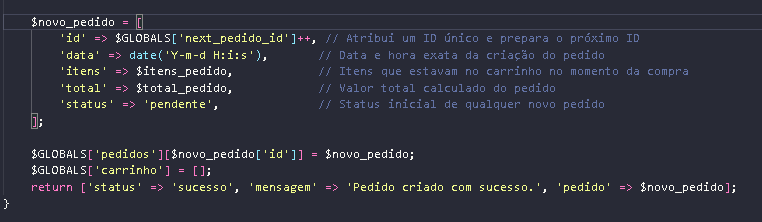 $novo_pedido = [
    'id' => $GLOBALS['next_pedido_id']++, // Atribui um ID único e prepara o próximo ID
    'data' => date('Y-m-d H:i:s'),        // Data e hora exata da criação do pedido
    'itens' => $itens_pedido,             // Itens que estavam no carrinho no momento da compra
    'total' => $total_pedido,             // Valor total calculado do pedido
    'status' => 'pendente',               // Status inicial de qualquer novo pedido
];
$GLOBALS['pedidos'][$novo_pedido['id']] = $novo_pedido;
$GLOBALS['carrinho'] = [];
return ['status' => 'sucesso', 'mensagem' => 'Pedido criado com sucesso.', 'pedido' => $novo_pedido];
}